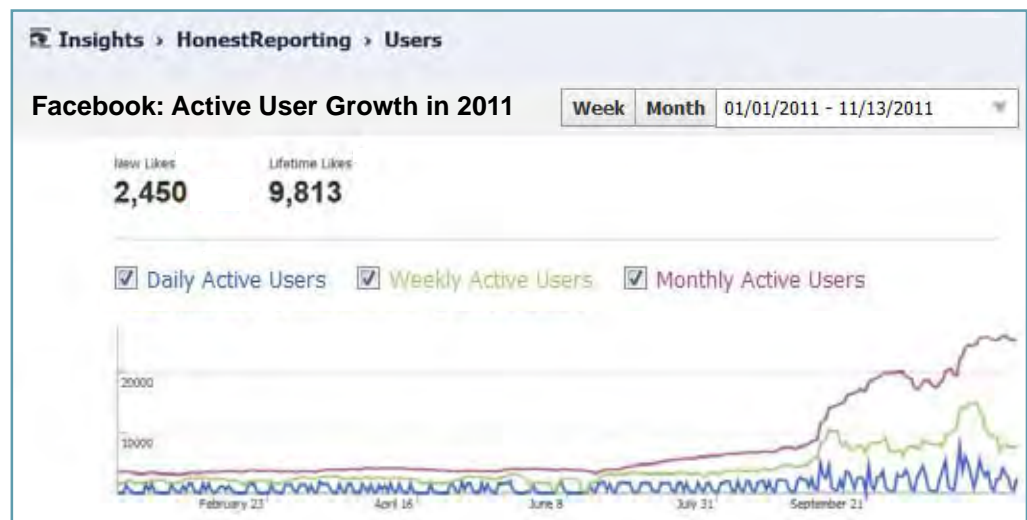 Insights › HonestReporting › Users
Facebook: Active User Growth in 2011
Week Month 01/01/2011 - 11/13/2011
New Likes Lifetime Likes
2,450 9,813
Daily Active Users Weekly Active Users Monthly Active Users
20000
10000
February 23 April 16 June 8 July 31 September 21